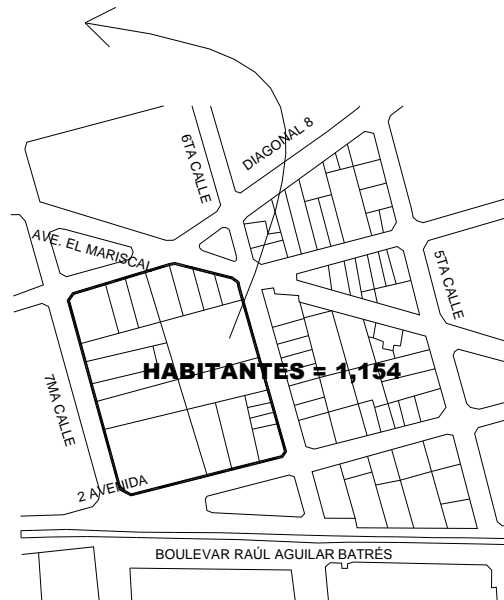 6TA CALLE
DIAGONAL 8
AVE. EL MARISCAL
5TA CALLE
HABITANTES = 1,154
7MA CALLE
2 AVENIDA
BOULEVAR RAÚL AGUILAR BATRÉS